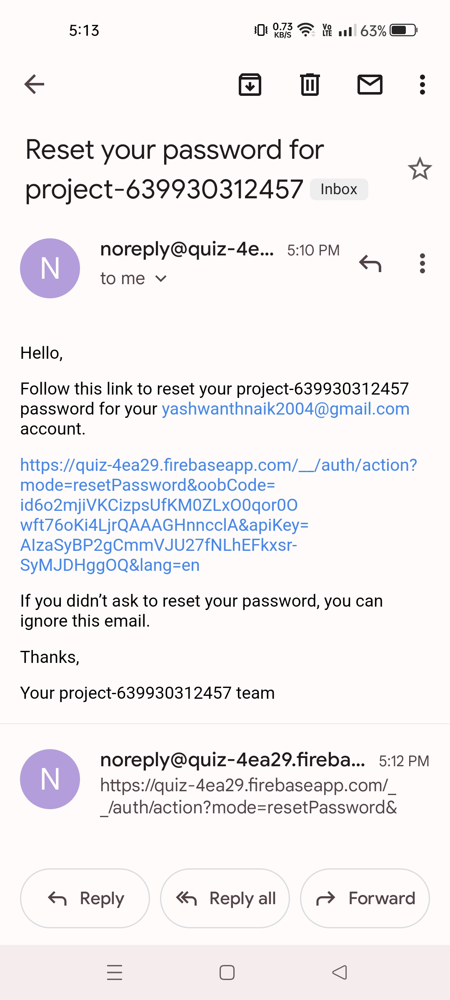 5:13
0.73
KB/S
Vo
LTE
63%
Reset your password for
project-639930312457
Inbox
N
noreply@quiz-4e...
5:10 PM
to me
Hello,
Follow this link to reset your project-639930312457
password for your yashwanthnaik2004@gmail.com
account.
https://quiz-4ea29.firebaseapp.com/__/auth/action?
mode=resetPassword&oobCode=
id6o2mjiVKCizpsUfKM0ZLxO0qor0O
wft76oKi4LjrQAAAGHnncclA&apiKey=
AIzaSyBP2gCmmVJU27fNLhEFkxsr-
SyMJDHggOQ&lang=en
If you didn’t ask to reset your password, you can
ignore this email.
Thanks,
Your project-639930312457 team
N
noreply@quiz-4ea29.fireba...
5:12 PM
https://quiz-4ea29.firebaseapp.com/_
_/auth/action?mode=resetPassword&
Reply
Reply all
Forward